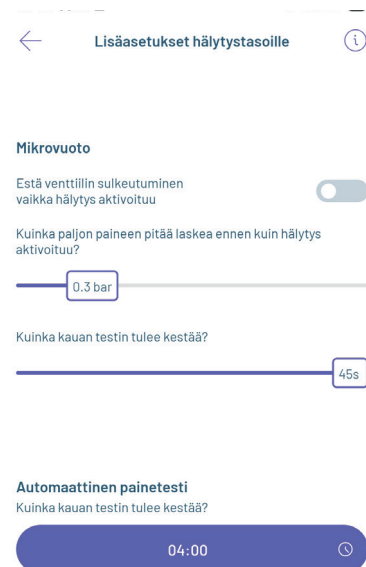 Lisäasetukset hälytystasoille
Mikrovuoto
Estä venttiilin sulkeutuminen
vaikka hälytys aktivoituu
Kuinka paljon paineen pitää laskea ennen kuin hälytys
aktivoituu?
0.3 bar
Kuinka kauan testin tulee kestää?
45s
Automaattinen painetesti
Kuinka kauan testin tulee kestää?
04:00